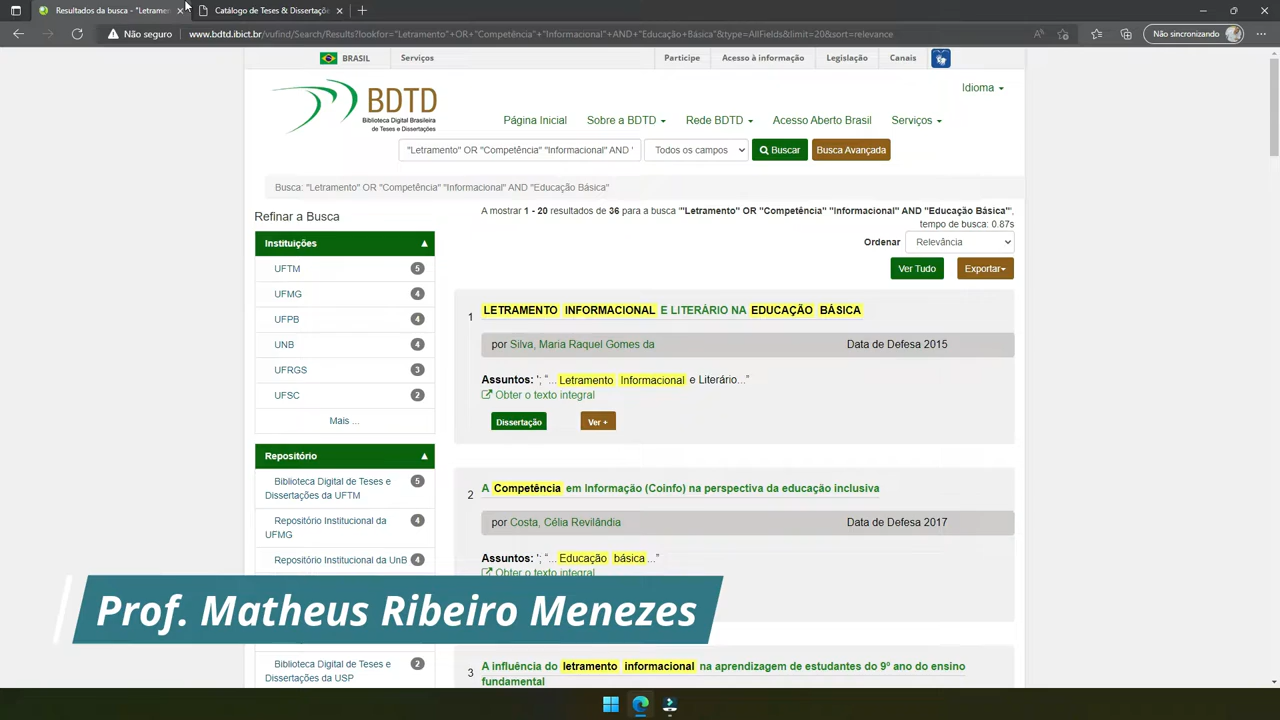 Resultados da busca - "Letramen
Catálogo de Teses & Dissertaçõe
Não seguro
www.bdtd.ibict.br/vufind/Search/Results?lookfor="Letramento"+OR+"Competência"+"Informacional"+AND+"Educação+Básica"&type=AllFields&limit=20&sort=relevance
Não sincronizando
BRASIL
Serviços
Participe
Acesso à informação
Legislação
Canais
Idioma
BDTD
Biblioteca Digital Brasileira
de Teses e Dissertações
Página Inicial
Sobre a BDTD
Rede BDTD
Acesso Aberto Brasil
Serviços
"Letramento" OR "Competência" "Informacional" AND "
Todos os campos
Buscar
Busca Avançada
Busca: "Letramento" OR "Competência" "Informacional" AND "Educação Básica"
Refinar a Busca
Instituições
UFTM 5
UFMG 4
UFPB 4
UNB 4
UFRGS 3
UFSC 2
Mais ...
Repositório
Biblioteca Digital de Teses e 5
Dissertações da UFTM
Repositório Institucional da 4
UFMG
Repositório Institucional da UnB 4
Biblioteca Digital de Teses e 2
Dissertações da USP
A mostrar 1 - 20 resultados de 36 para a busca '"Letramento" OR "Competência" "Informacional" AND "Educação Básica"',
tempo de busca: 0.87s
Ordenar
Relevância
Ver Tudo
Exportar
1
LETRAMENTO INFORMACIONAL E LITERÁRIO NA EDUCAÇÃO BÁSICA
por Silva, Maria Raquel Gomes da
Data de Defesa 2015
Assuntos: '; “... Letramento Informacional e Literário...”
Obter o texto integral
Dissertação
Ver +
2
A Competência em Informação (Coinfo) na perspectiva da educação inclusiva
por Costa, Célia Revilândia
Data de Defesa 2017
Assuntos: '; “... Educação básica ...”
Obter o texto integral
3
A influência do letramento informacional na aprendizagem de estudantes do 9º ano do ensino
fundamental
Prof. Matheus Ribeiro Menezes